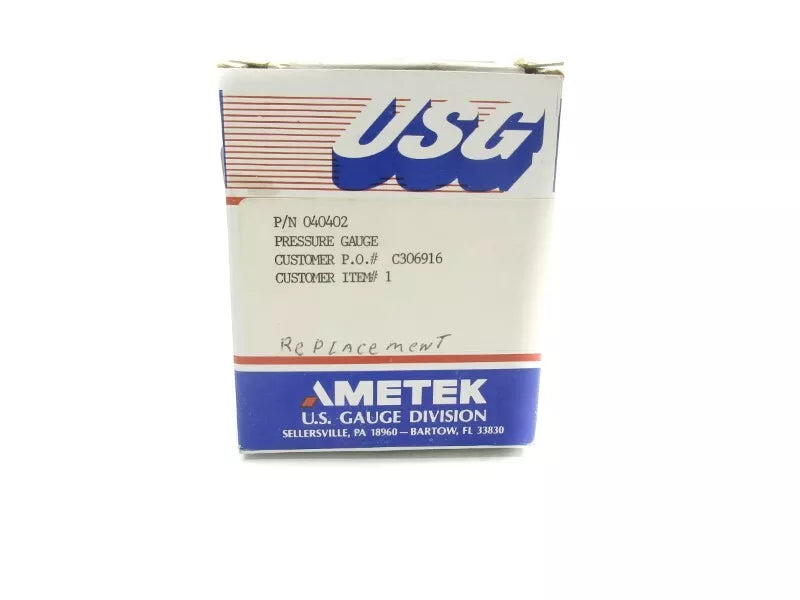 USG
P/N 040402
PRESSURE GAUGE
CUSTOMER P.O.# C306916
CUSTOMER ITEM# 1
RePlacement
AMETEK
U.S. GAUGE DIVISION
SELLERSVILLE, PA 18960 — BARTOW, FL 33830